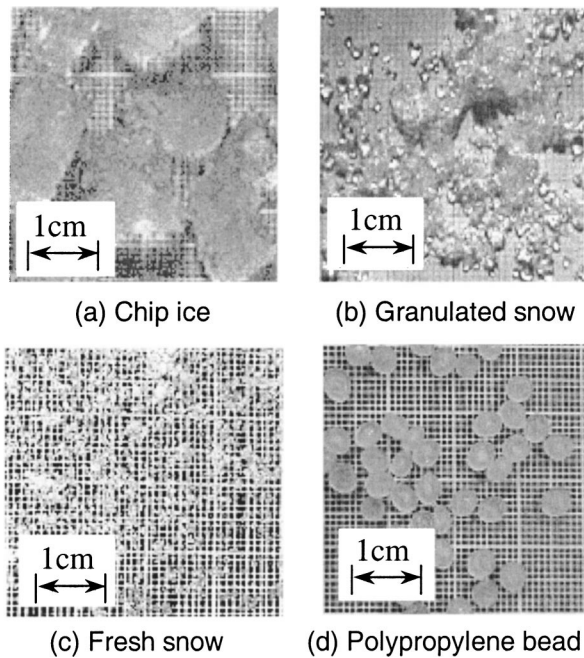 1cm
1cm
(a) Chip ice
(b) Granulated snow
1cm
1cm
(c) Fresh snow
(d) Polypropylene bead